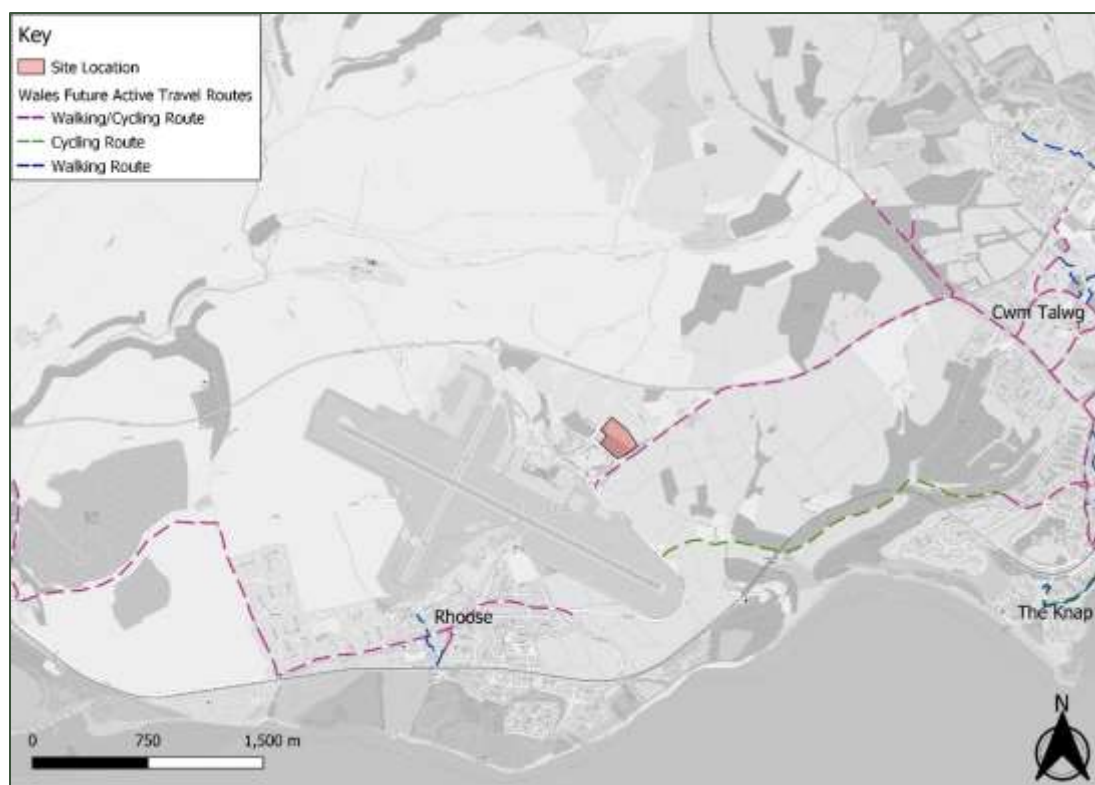 Key
Site Location
Wales Future Active Travel Routes
Walking/Cycling Route
Cycling Route
Walking Route
Cwm Talwg
Rhoose
The Knap
N
0 750 1,500 m